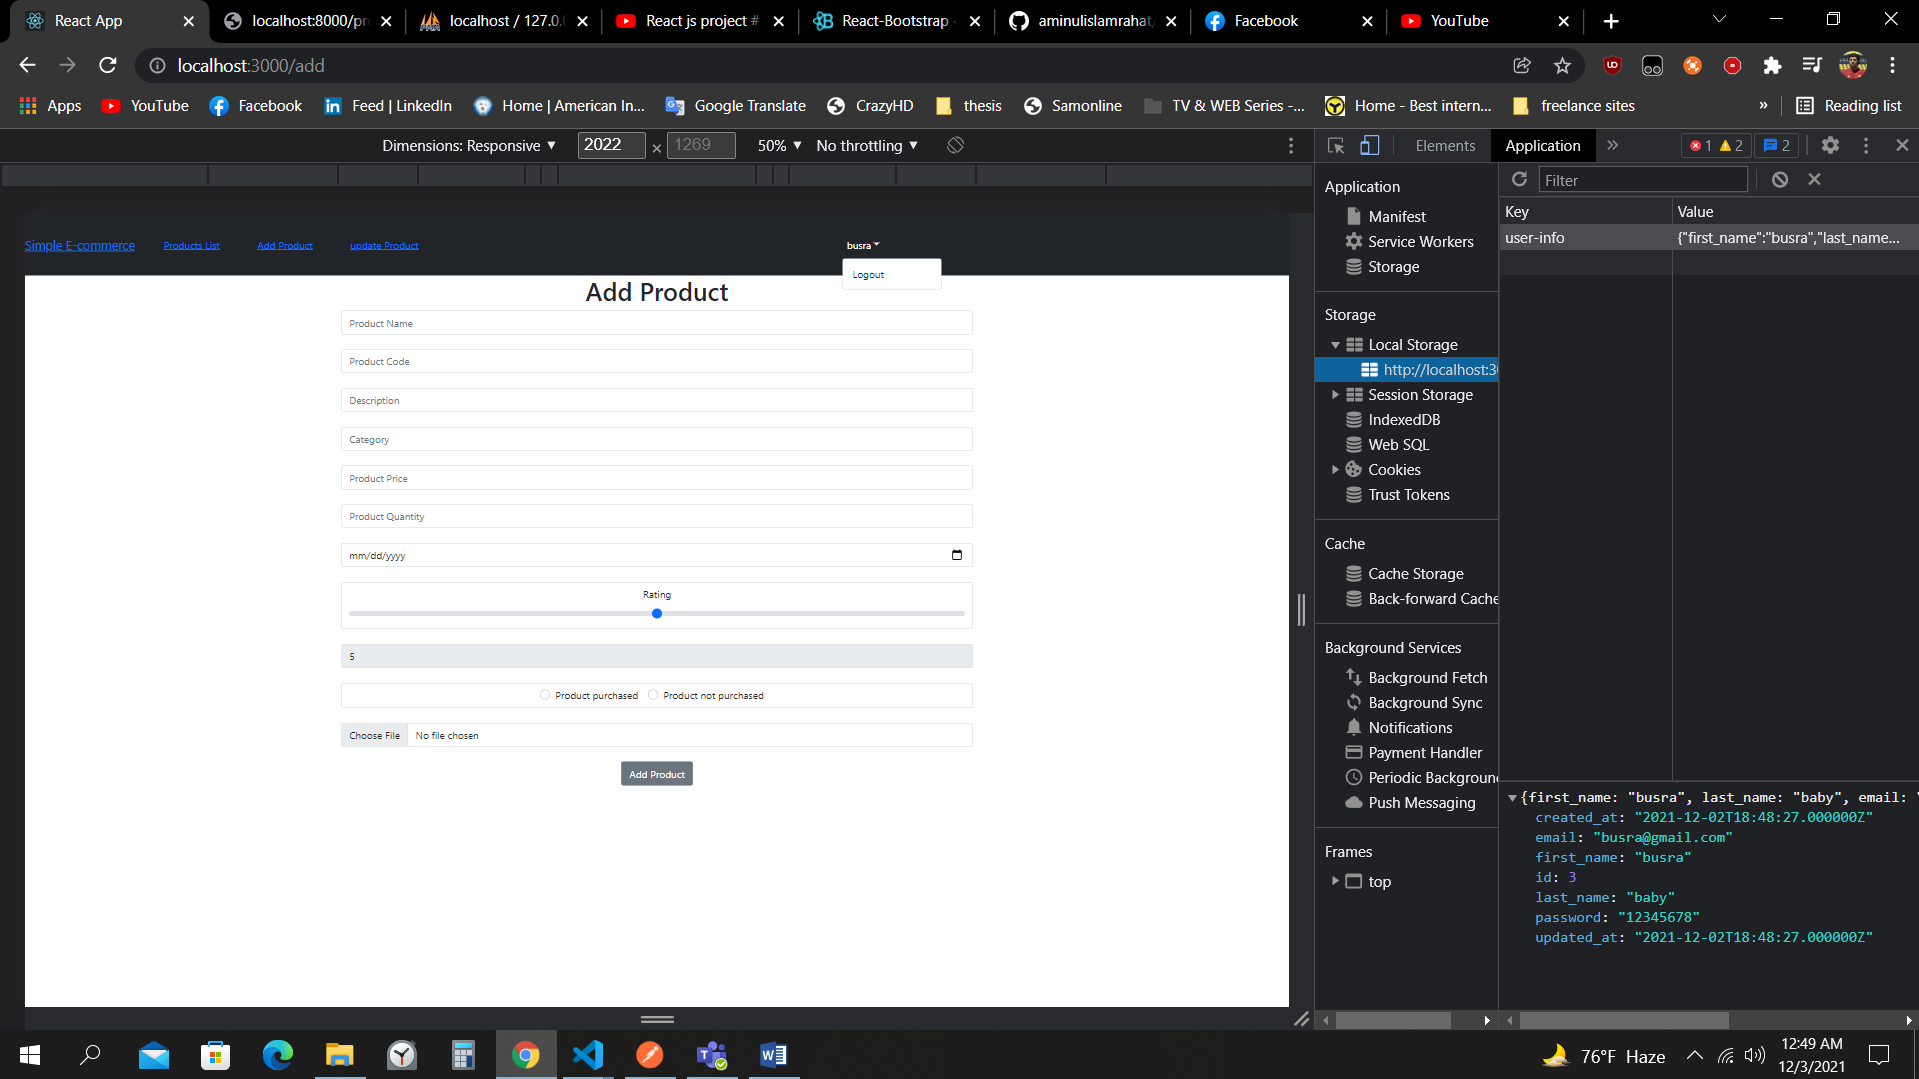 React App
localhost:8000/pr
localhost / 127.0.
React js project #
React-Bootstrap
aminulislamrahat
Facebook
YouTube
localhost:3000/add
Apps
YouTube
Facebook
Feed | LinkedIn
Home | American In...
Google Translate
CrazyHD
thesis
Samonline
TV & WEB Series -...
Home - Best intern...
freelance sites
»
Reading list
Dimensions: Responsive ▼ 2022 × 1269 50% ▼ No throttling ▼
Elements
Application
»
1 2
2
Simple E-commerce
Products List
Add Product
update Product
busra
Logout
Add Product
Product Name
Product Code
Description
Category
Product Price
Product Quantity
mm/dd/yyyy
Rating
5
Product purchased Product not purchased
Choose File No file chosen
Add Product
Application
Manifest
Service Workers
Storage
Storage
Local Storage
http://localhost:3
Session Storage
IndexedDB
Web SQL
Cookies
Trust Tokens
Cache
Cache Storage
Back-forward Cache
Background Services
Background Fetch
Background Sync
Notifications
Payment Handler
Periodic Background
Push Messaging
Frames
top
Filter
Key Value
user-info {"first_name":"busra","last_name...
{first_name: "busra", last_name: "baby", email: "
created_at: "2021-12-02T18:48:27.000000Z"
email: "busra@gmail.com"
first_name: "busra"
id: 3
last_name: "baby"
password: "12345678"
updated_at: "2021-12-02T18:48:27.000000Z"
76°F Haze
12:49 AM
12/3/2021